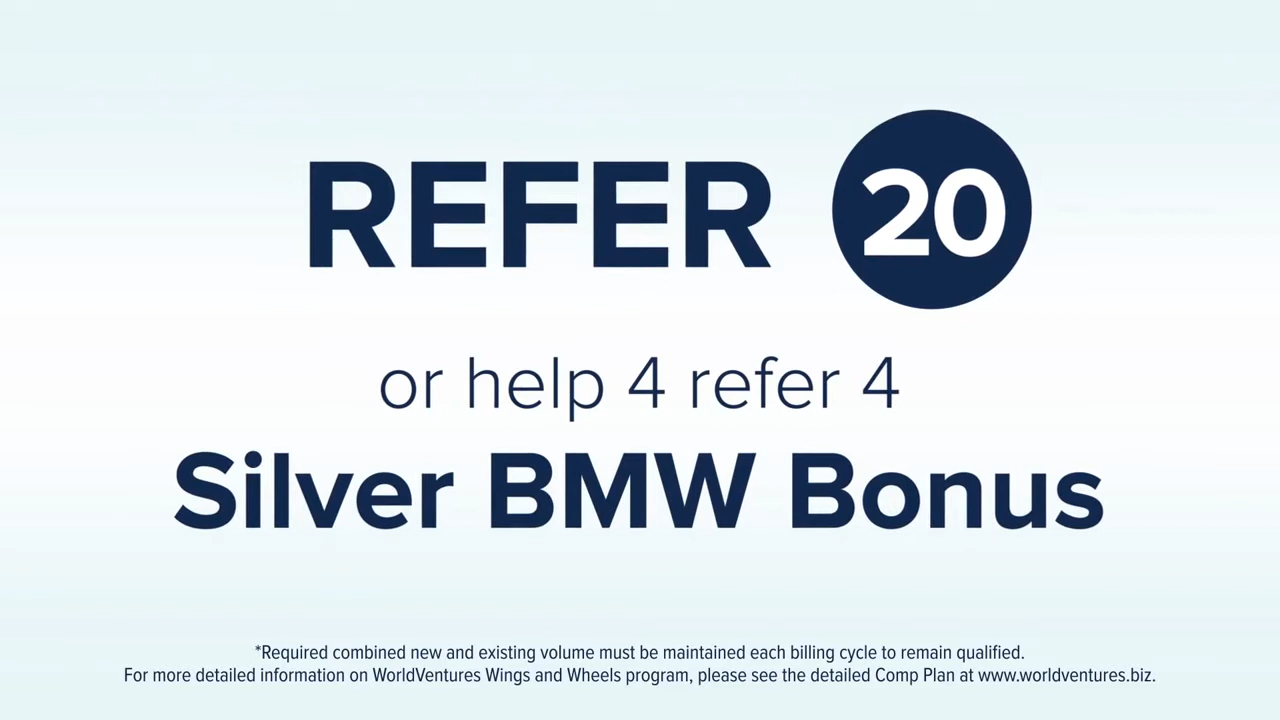 REFER 20
or help 4 refer 4
Silver BMW Bonus
*Required combined new and existing volume must be maintained each billing cycle to remain qualified.
For more detailed information on WorldVentures Wings and Wheels program, please see the detailed Comp Plan at www.worldventures.biz.